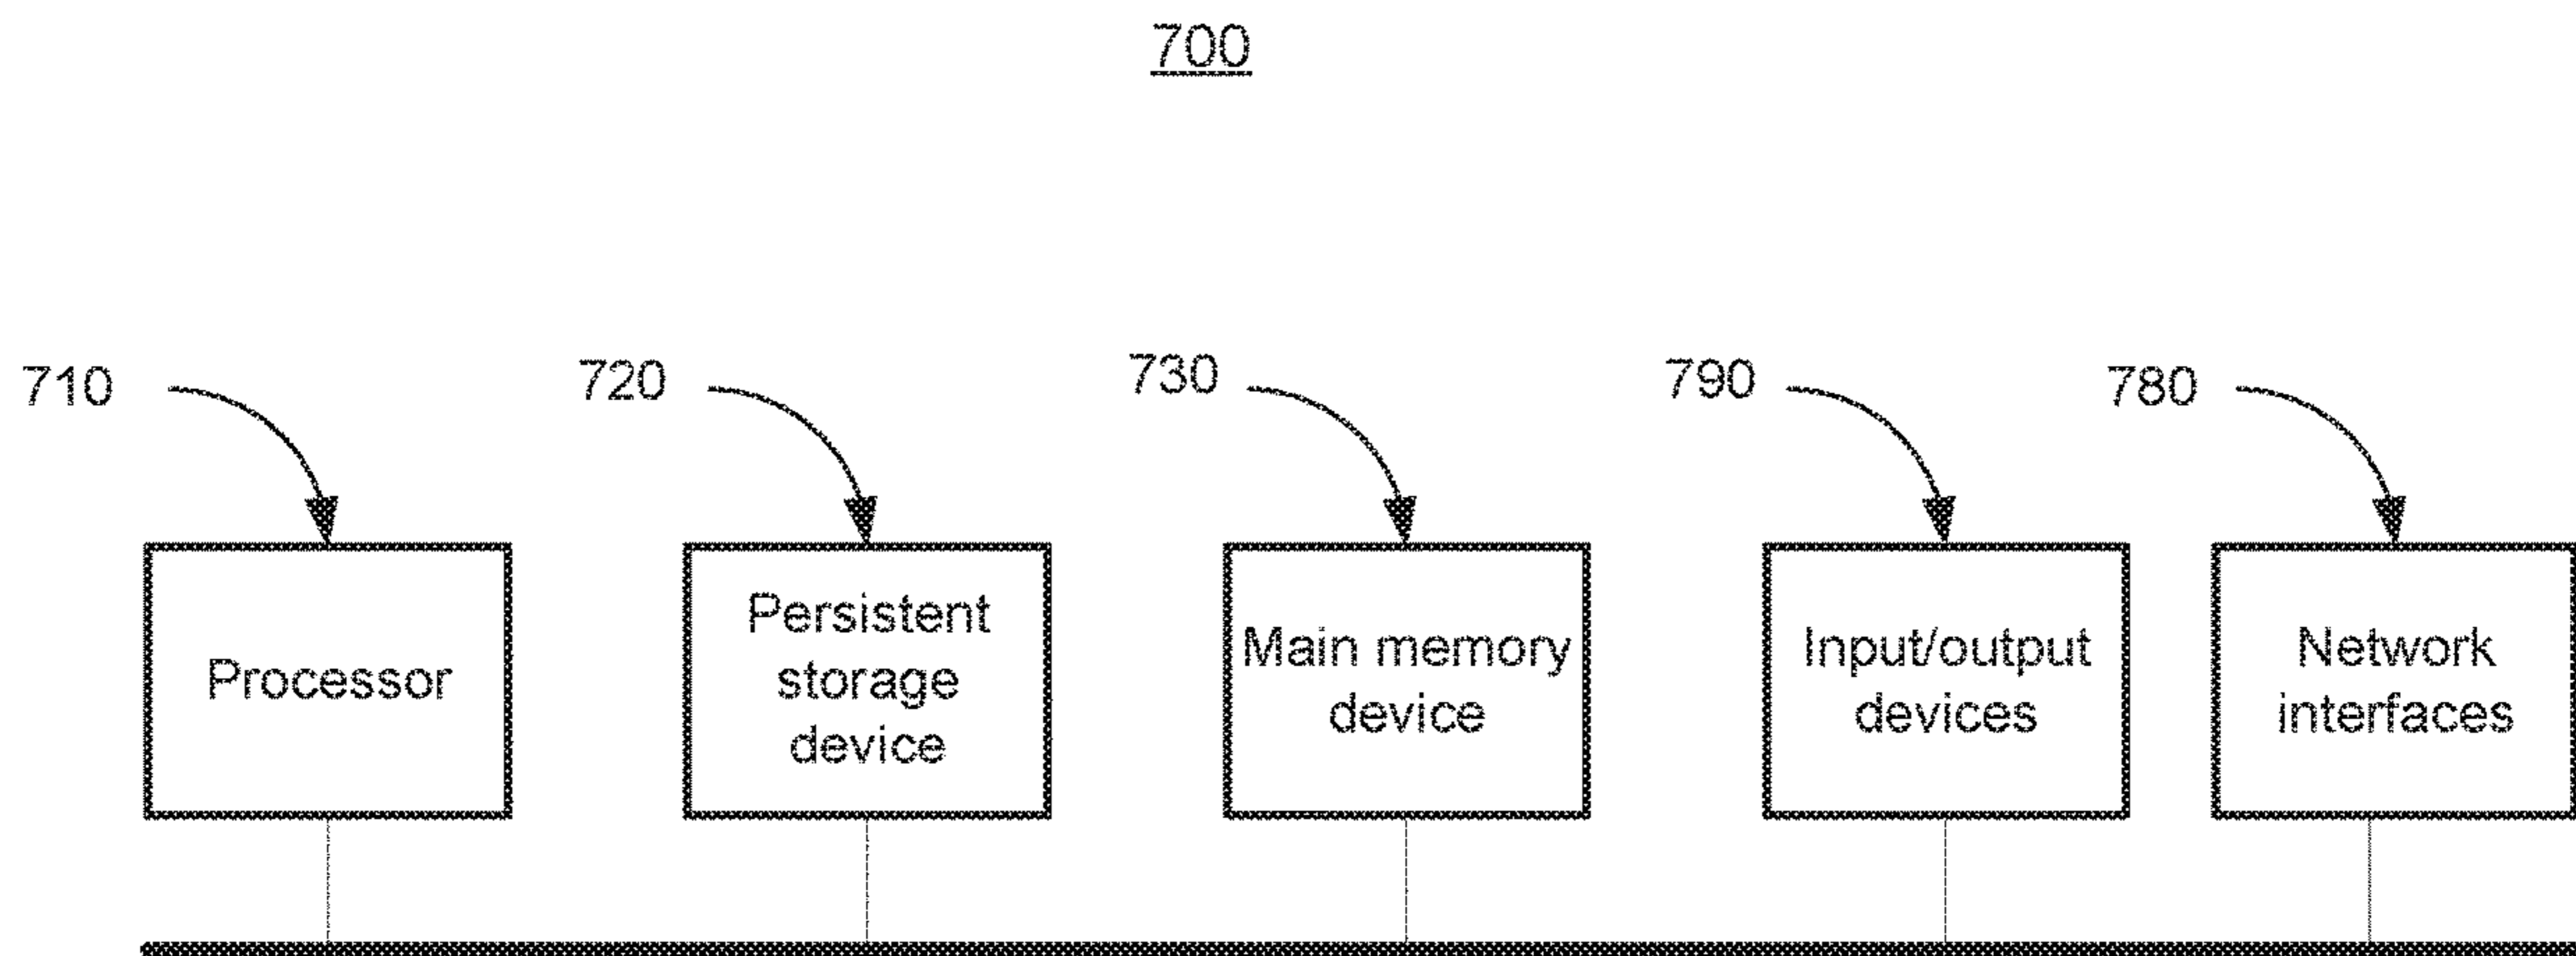 700
710
720
730
790
780
Processor
Persistent
storage
device
Main memory
device
Input/output
devices
Network
interfaces